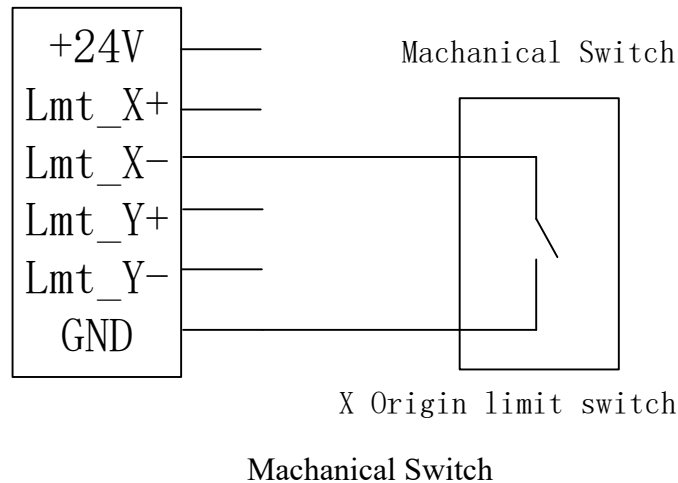 +24V
Machanical Switch
Lmt_X+
Lmt_X-
Lmt_Y+
Lmt_Y-
GND
X Origin limit switch
Machanical Switch